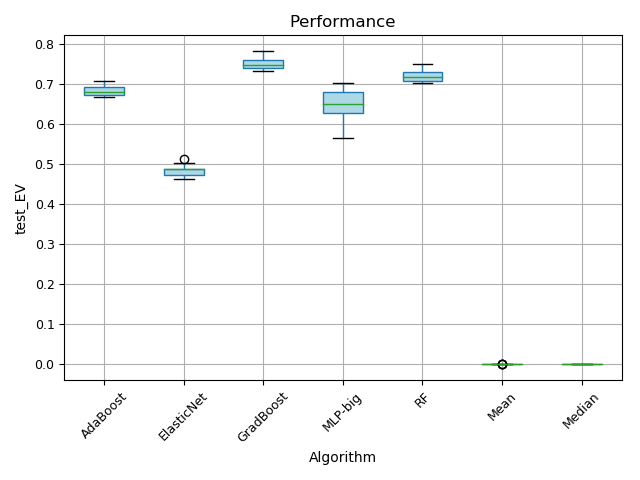 Performance
test_EV
0.8
0.7
0.6
0.5
0.4
0.3
0.2
0.1
0.0
AdaBoost
ElasticNet
GradBoost
MLP-big
RF
Mean
Median
Algorithm